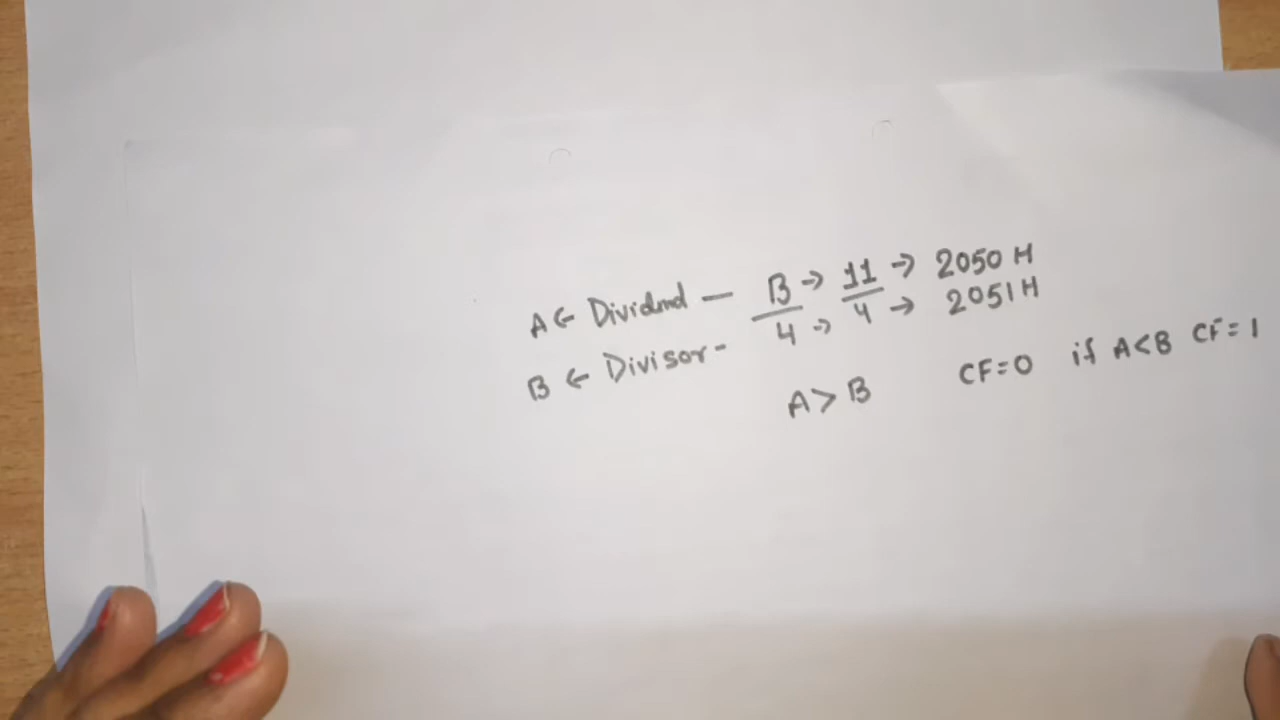 A ← Dividend — B → 11 → 2050 H
B ← Divisor - 4 → 4 → 2051 H
A > B CF=0 if A<B CF=1